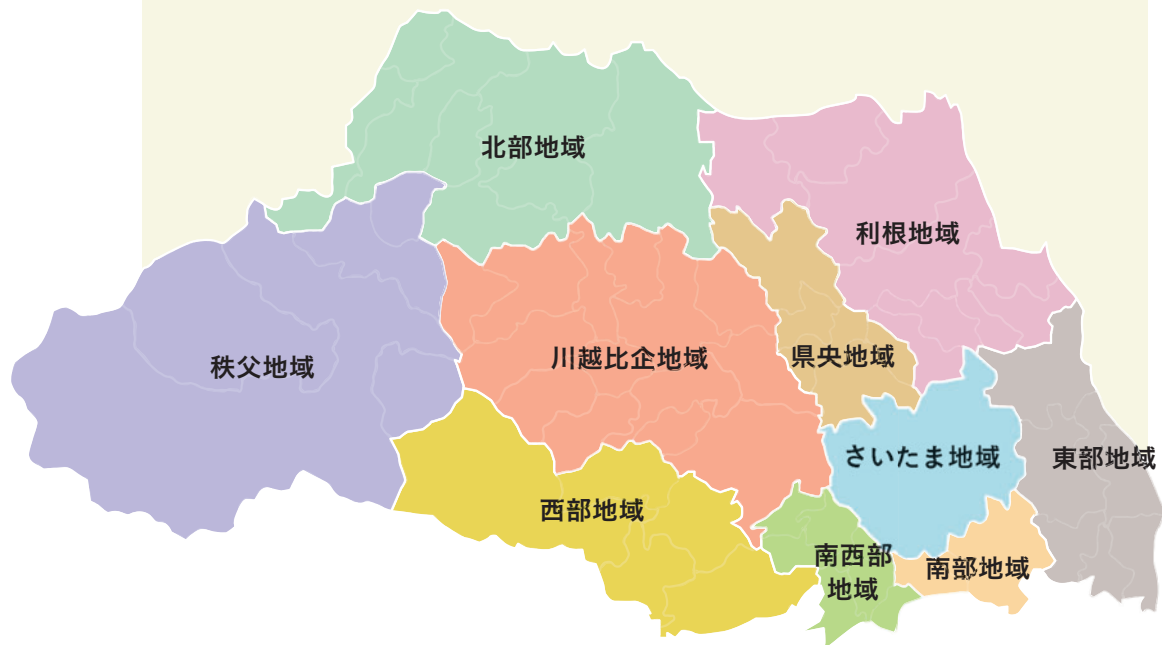 北部地域
利根地域
秩父地域
川越比企地域
県央地域
さいたま地域
東部地域
西部地域
南西部
地域
南部地域